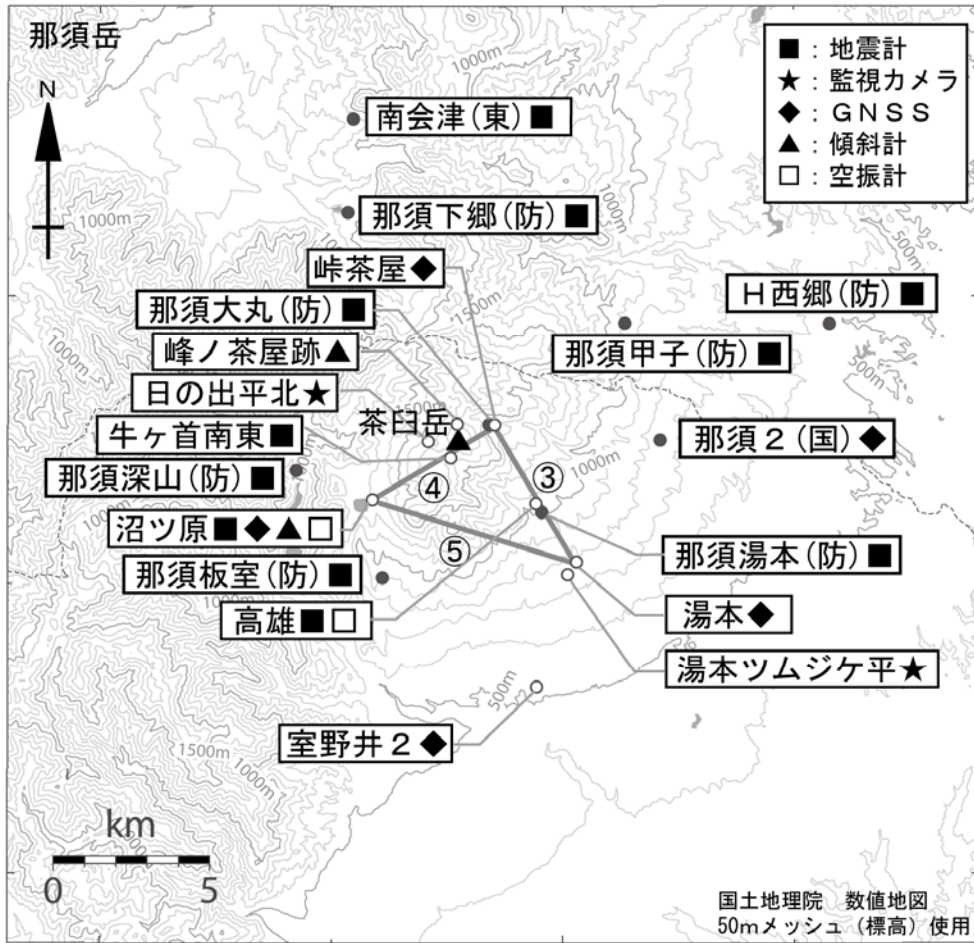 那須岳
N
■：地震計
★：監視カメラ
◆：ＧＮＳＳ
▲：傾斜計
□：空振計
1000m
南会津(東)■
1000m
那須下郷(防)■
500m
峠茶屋◆
1500m
H西郷(防)■
那須大丸(防)■
那須甲子(防)■
峰ノ茶屋跡▲
日の出平北★
茶臼岳
牛ヶ首南東■
那須２(国)◆
1000m
那須深山(防)■
③
④
沼ツ原■◆▲□
⑤
那須湯本(防)■
那須板室(防)■
高雄■□
湯本◆
湯本ツムジケ平★
500m
室野井２◆
1500m
1000m
km
0 5
国土地理院　数値地図
50mメッシュ（標高）使用